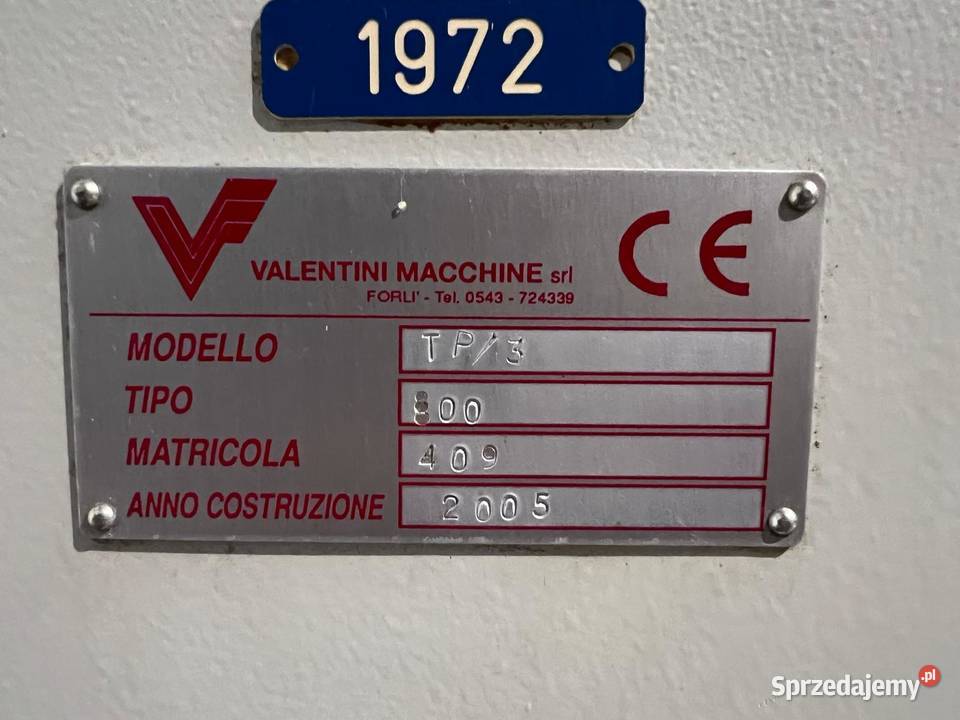 1972
VALENTINI MACCHINE srl
FORLI' - Tel. 0543 - 724339
CE
MODELLO TP/3
TIPO 800
MATRICOLA 409
ANNO COSTRUZIONE 2005
Sprzedajemy.pl